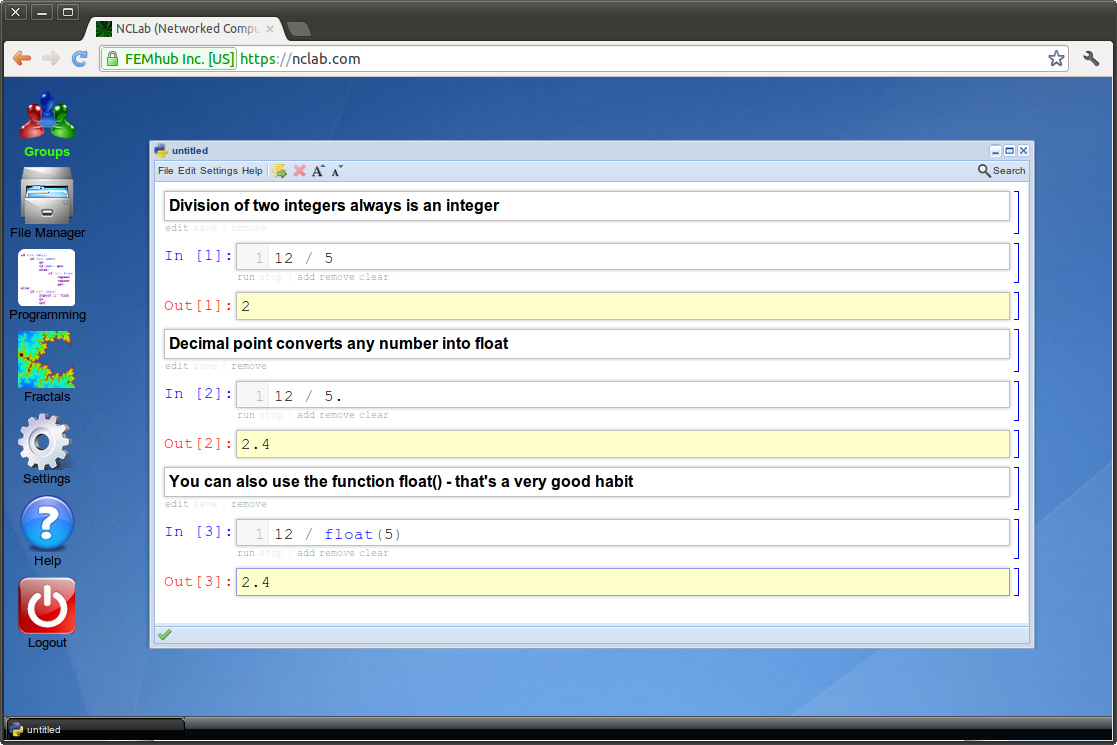 NCLab (Networked Compu
FEMhub Inc. [US] https://nclab.com
Groups
File Manager
Programming
Fractals
Settings
Help
Logout
untitled
File Edit Settings Help
Search
Division of two integers always is an integer
edit save | remove
In [1]: 1 12 / 5
run stop | add remove clear
Out[1]: 2
Decimal point converts any number into float
edit save | remove
In [2]: 1 12 / 5.
run stop | add remove clear
Out[2]: 2.4
You can also use the function float() - that's a very good habit
edit save | remove
In [3]: 1 12 / float(5)
run stop | add remove clear
Out[3]: 2.4
untitled